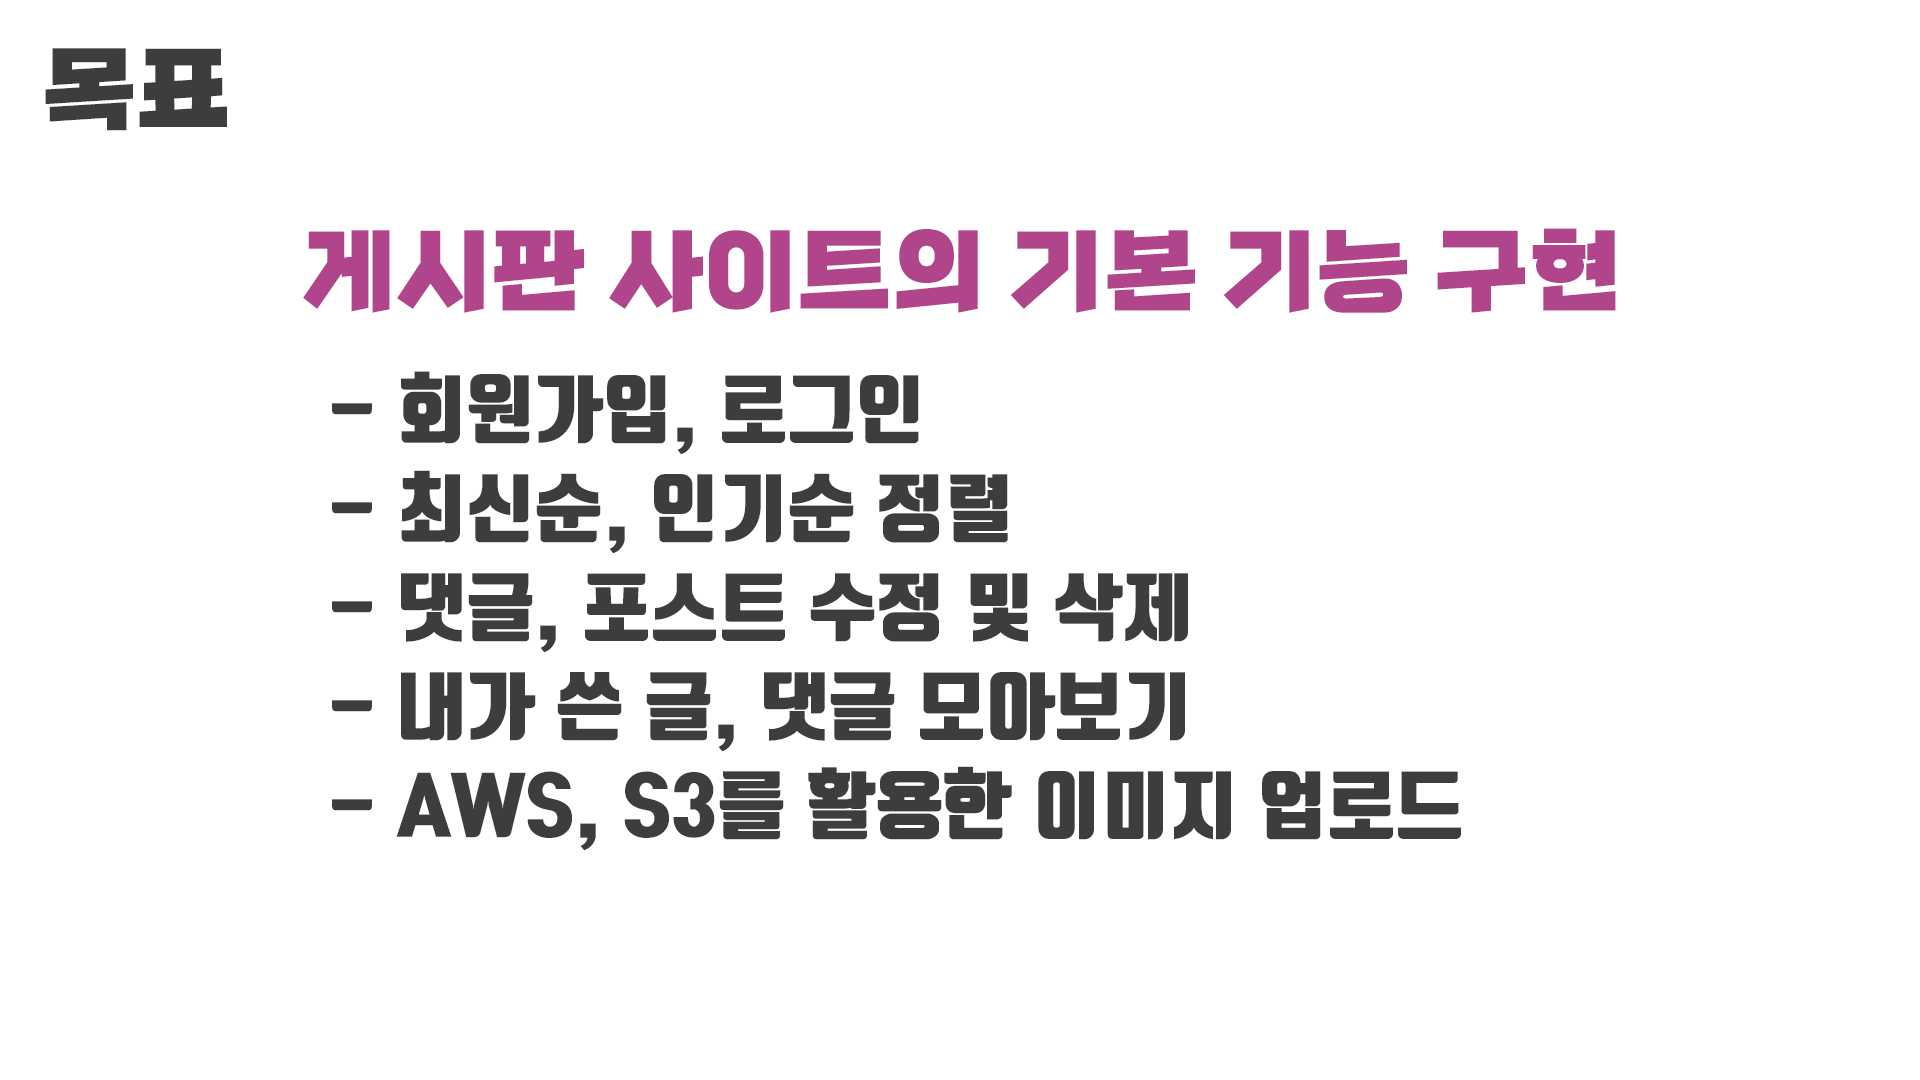 목표
게시판 사이트의 기본 기능 구현
- 회원가입, 로그인
- 최신순, 인기순 정렬
- 댓글, 포스트 수정 및 삭제
- 내가 쓴 글, 댓글 모아보기
- AWS, S3를 활용한 이미지 업로드